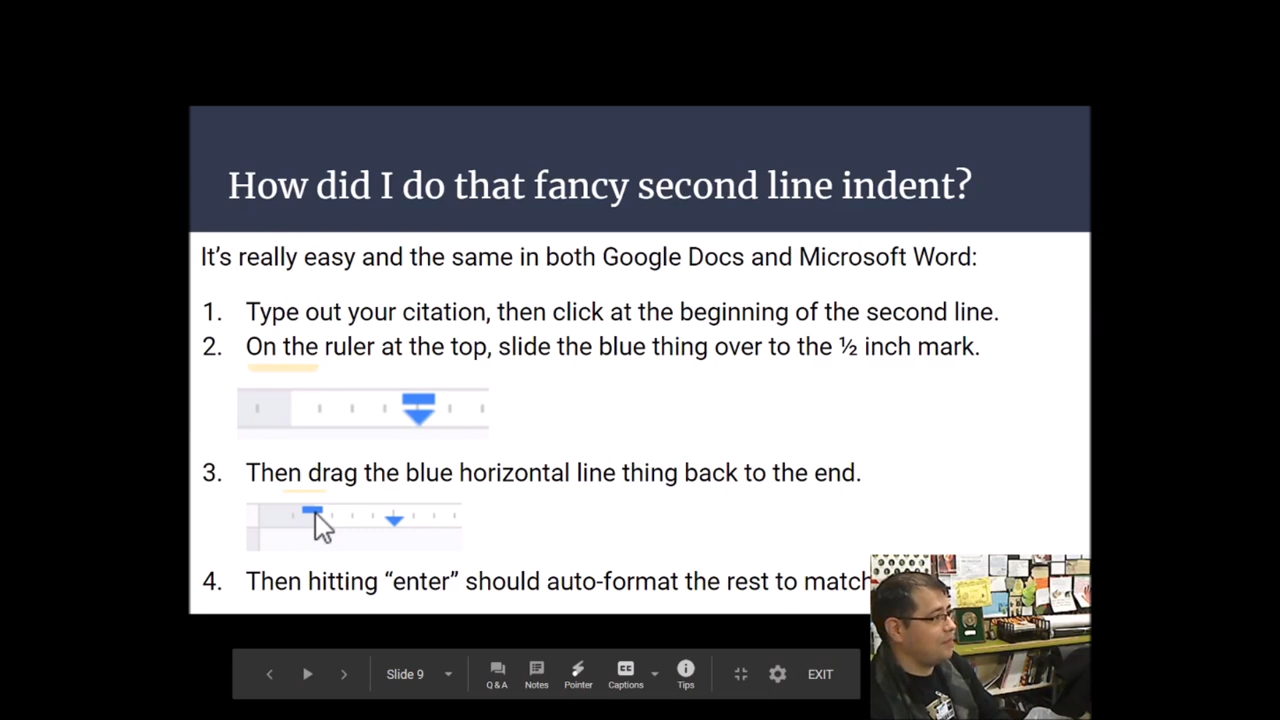 How did I do that fancy second line indent?
It's really easy and the same in both Google Docs and Microsoft Word:
1. Type out your citation, then click at the beginning of the second line.
2. On the ruler at the top, slide the blue thing over to the ½ inch mark.
3. Then drag the blue horizontal line thing back to the end.
4. Then hitting “enter” should auto-format the rest to match
Slide 9
Q & A
Notes
Pointer
Captions
Tips
EXIT